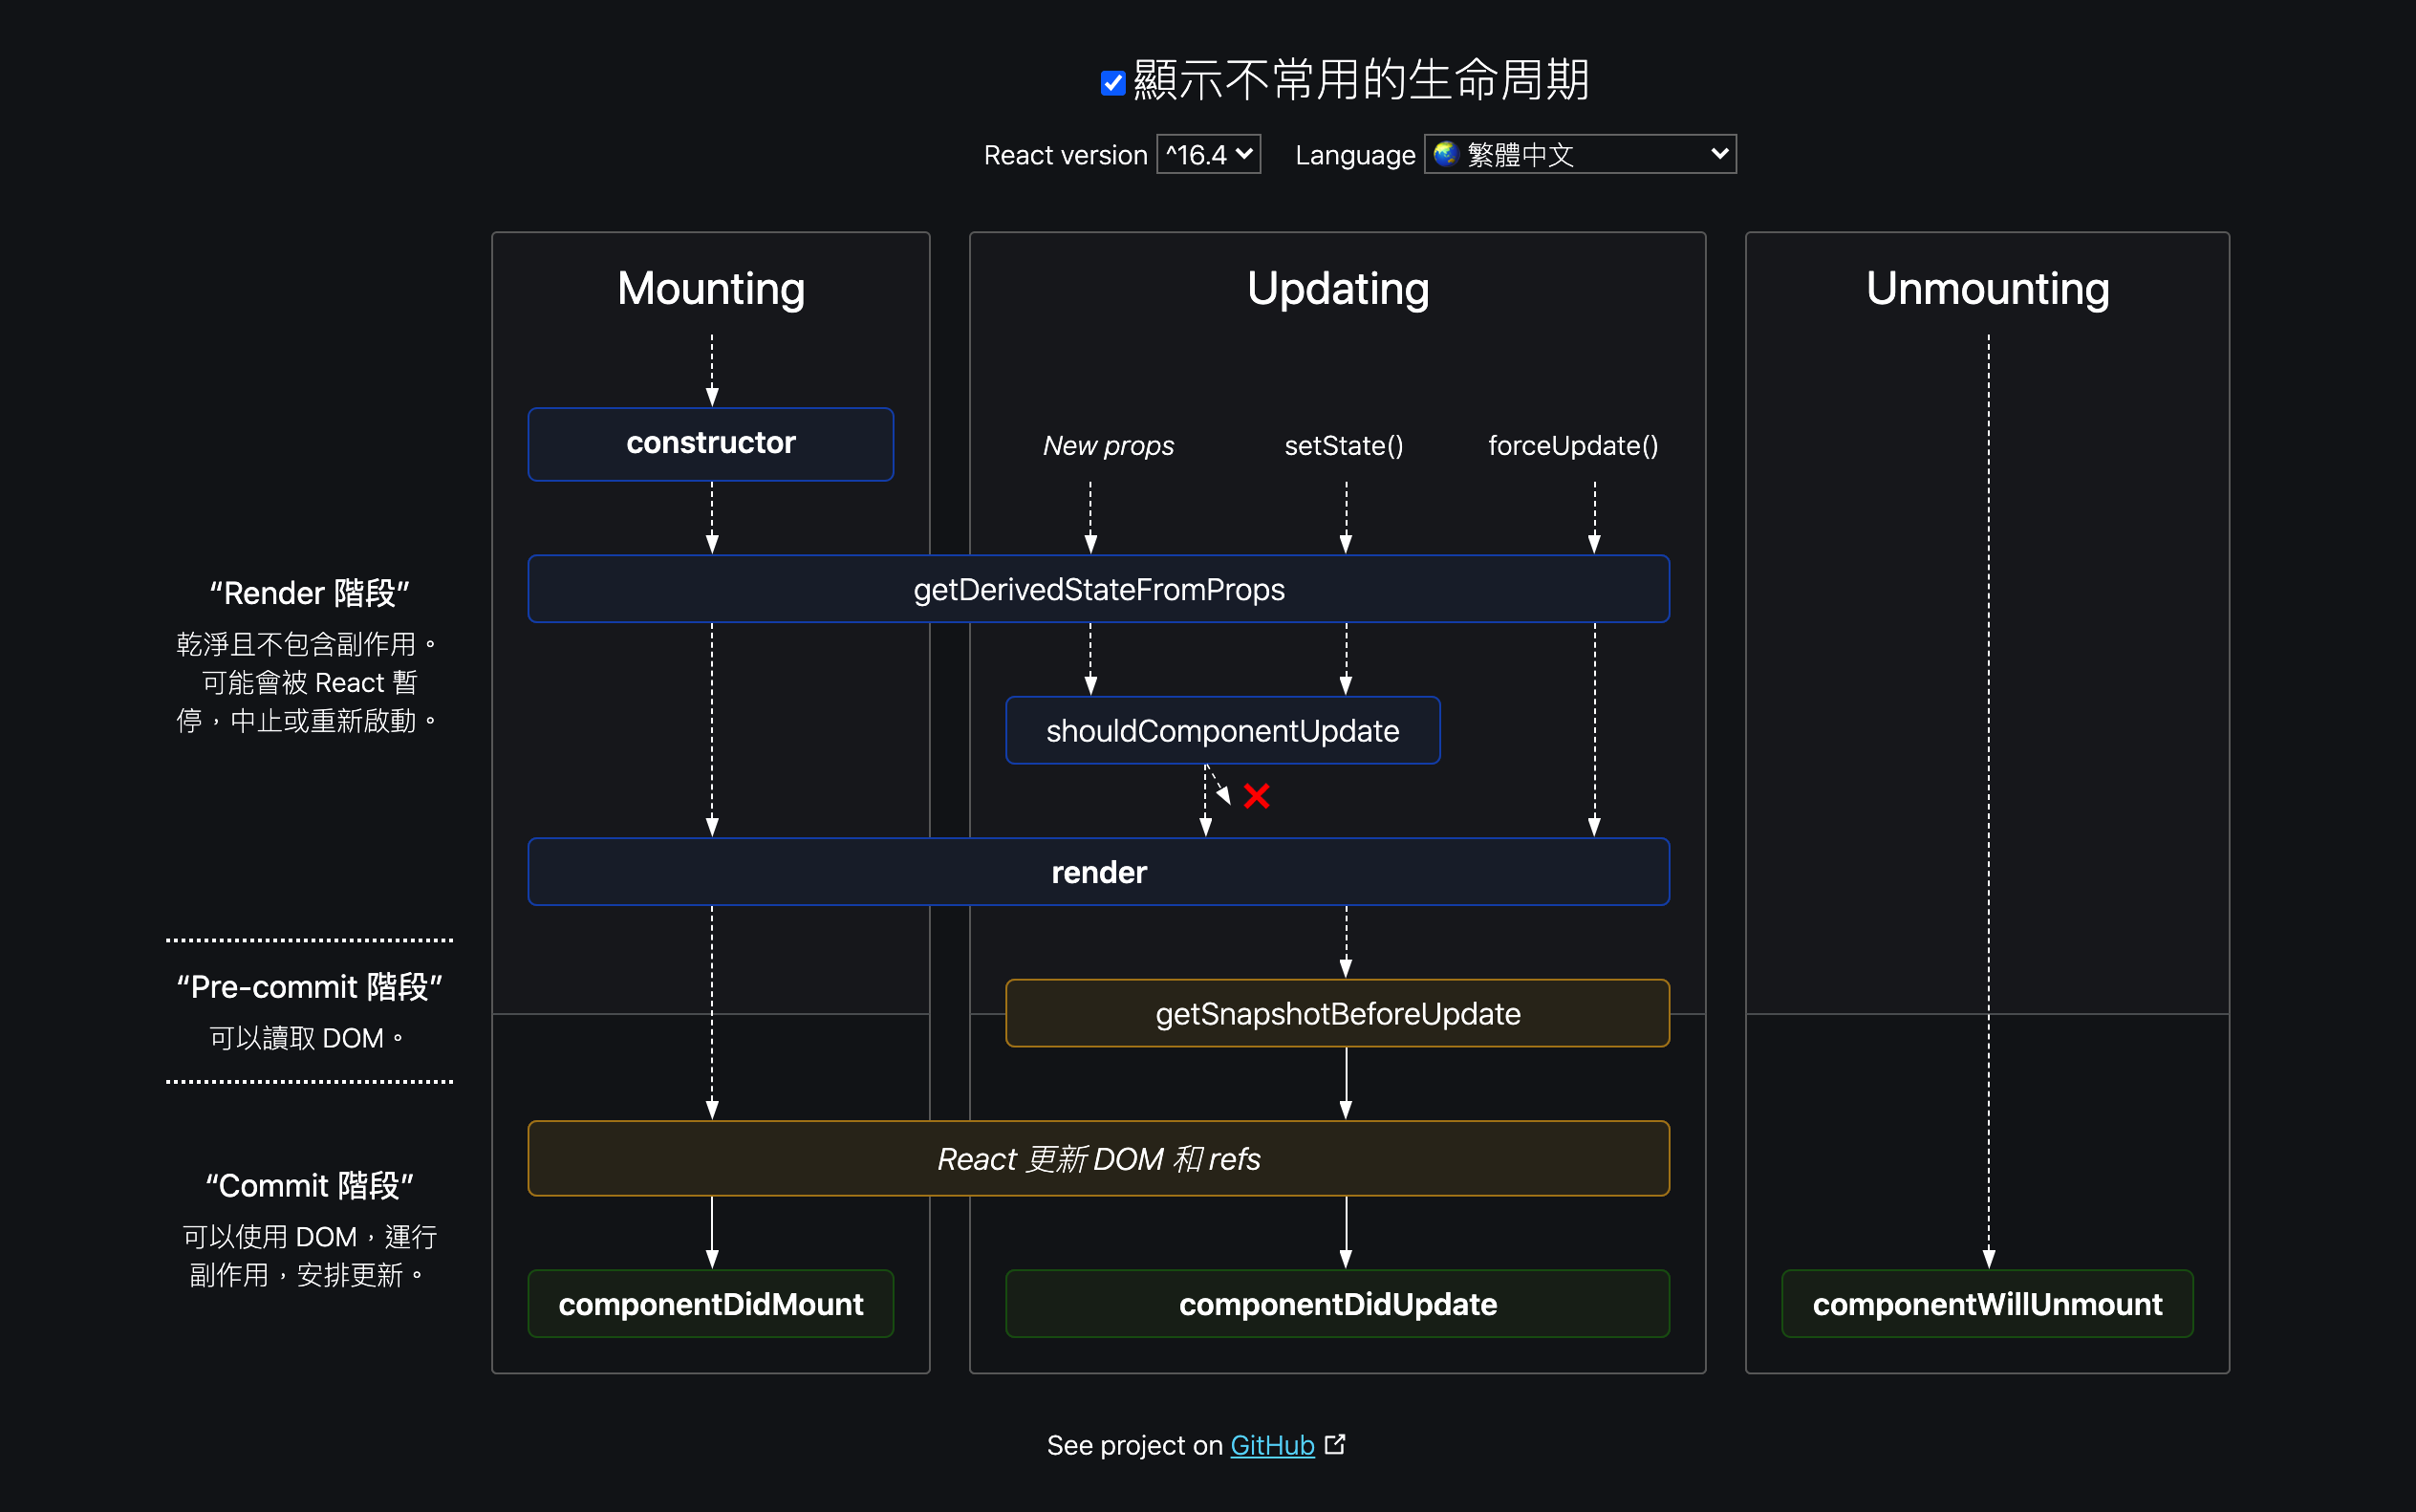 顯示不常用的生命周期
React version ^16.4 Language 繁體中文
Mounting
Updating
Unmounting
constructor
New props
setState()
forceUpdate()
getDerivedStateFromProps
“Render 階段”
乾淨且不包含副作用。
可能會被 React 暫
停，中止或重新啟動。
shouldComponentUpdate
render
“Pre-commit 階段”
可以讀取 DOM。
getSnapshotBeforeUpdate
React 更新 DOM 和 refs
“Commit 階段”
可以使用 DOM，運行
副作用，安排更新。
componentDidMount
componentDidUpdate
componentWillUnmount
See project on GitHub